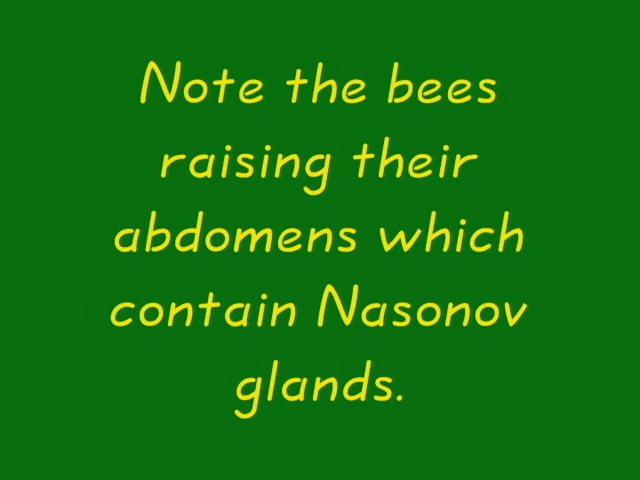 Note the bees
raising their
abdomens which
contain Nasonov
glands.